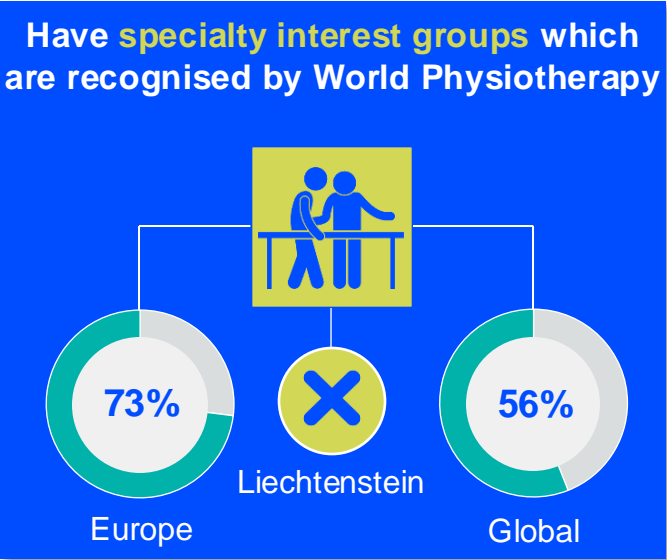 Have specialty interest groups which
are recognised by World Physiotherapy
73%
56%
Liechtenstein
Europe
Global